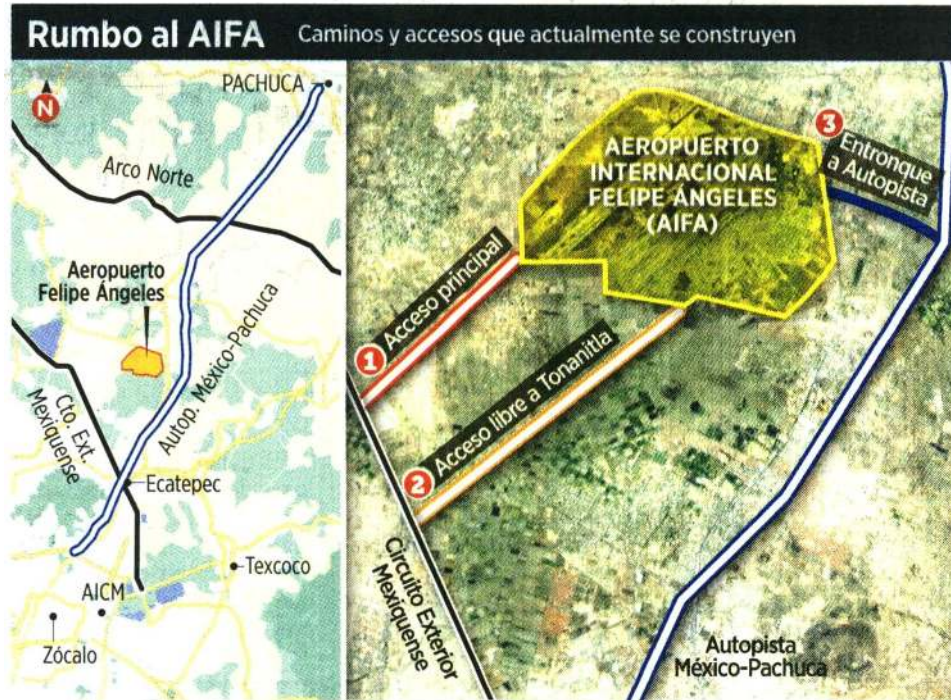 Rumbo al AIFA
Caminos y accesos que actualmente se construyen
N
PACHUCA
Arco Norte
Aeropuerto
Felipe Ángeles
Autop. México-Pachuca
Cto. Ext.
Mexiquense
Ecatepec
Texcoco
AICM
Zócalo
AEROPUERTO
INTERNACIONAL
FELIPE ÁNGELES
(AIFA)
3
Entronque
a Autopista
1
Acceso principal
2
Acceso libre a Tonanitla
Circuito Exterior
Mexiquense
Autopista
México-Pachuca